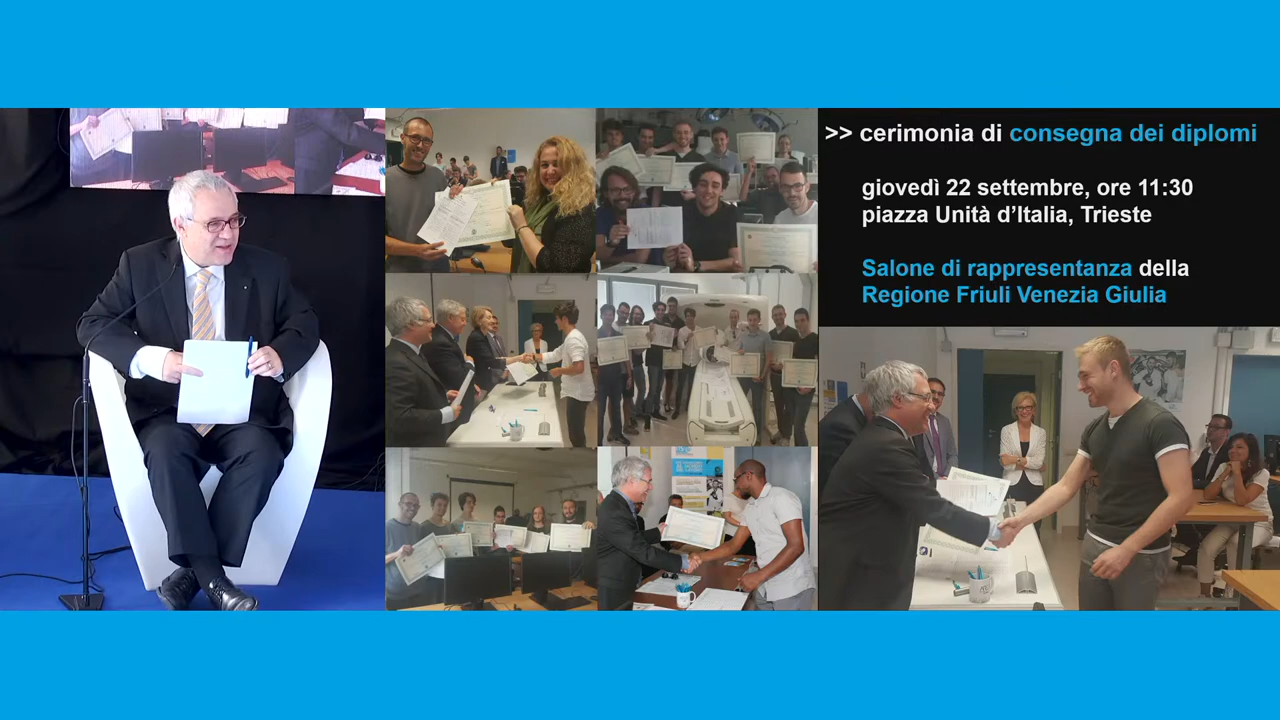 >> cerimonia di consegna dei diplomi
giovedì 22 settembre, ore 11:30
piazza Unità d'Italia, Trieste
Salone di rappresentanza della
Regione Friuli Venezia Giulia